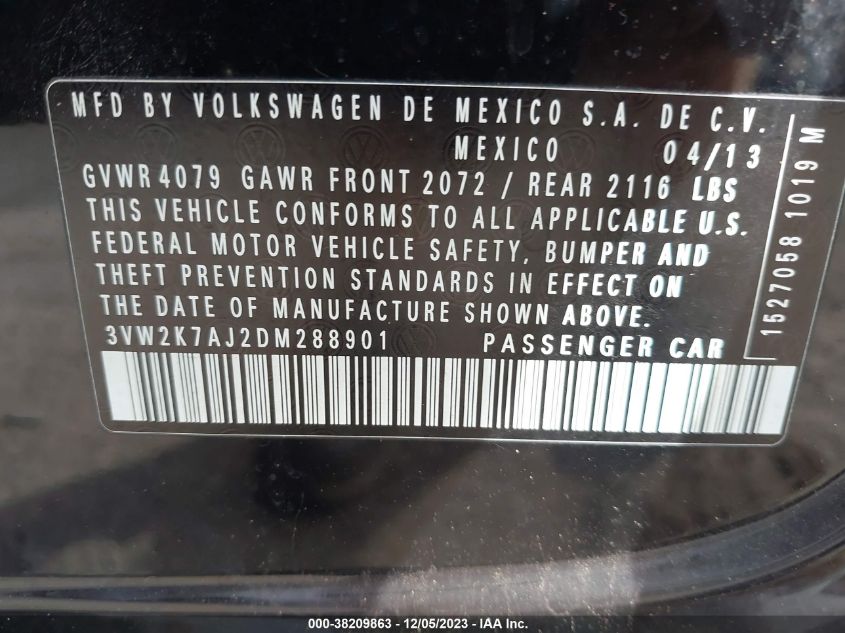 MFD BY VOLKSWAGEN DE MEXICO S.A. DE C.V.
MEXICO 04/13
GVWR 4079 GAWR FRONT 2072 / REAR 2116 LBS
THIS VEHICLE CONFORMS TO ALL APPLICABLE U.S.
FEDERAL MOTOR VEHICLE SAFETY, BUMPER AND
THEFT PREVENTION STANDARDS IN EFFECT ON
THE DATE OF MANUFACTURE SHOWN ABOVE.
3VW2K7AJ2DM288901 PASSENGER CAR
1527058 1019 M
000-38209863 - 12/05/2023 - IAA Inc.